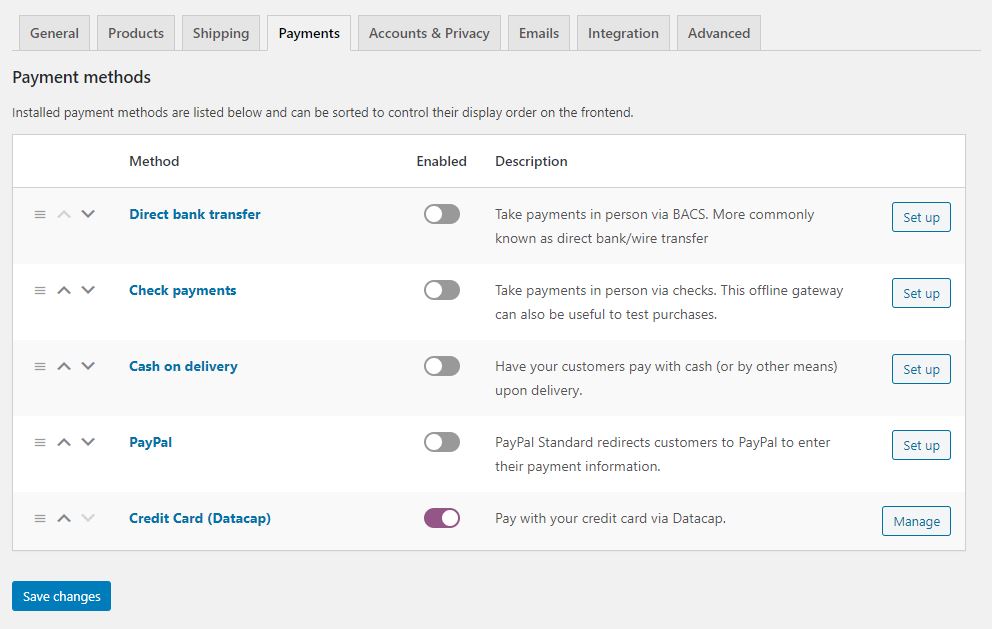 General Products Shipping Payments Accounts & Privacy Emails Integration Advanced
Payment methods
Installed payment methods are listed below and can be sorted to control their display order on the frontend.
Method Enabled Description
Direct bank transfer Take payments in person via BACS. More commonly Set up
known as direct bank/wire transfer
Check payments Take payments in person via checks. This offline gateway Set up
can also be useful to test purchases.
Cash on delivery Have your customers pay with cash (or by other means) Set up
upon delivery.
PayPal PayPal Standard redirects customers to PayPal to enter Set up
their payment information.
Credit Card (Datacap) Pay with your credit card via Datacap. Manage
Save changes